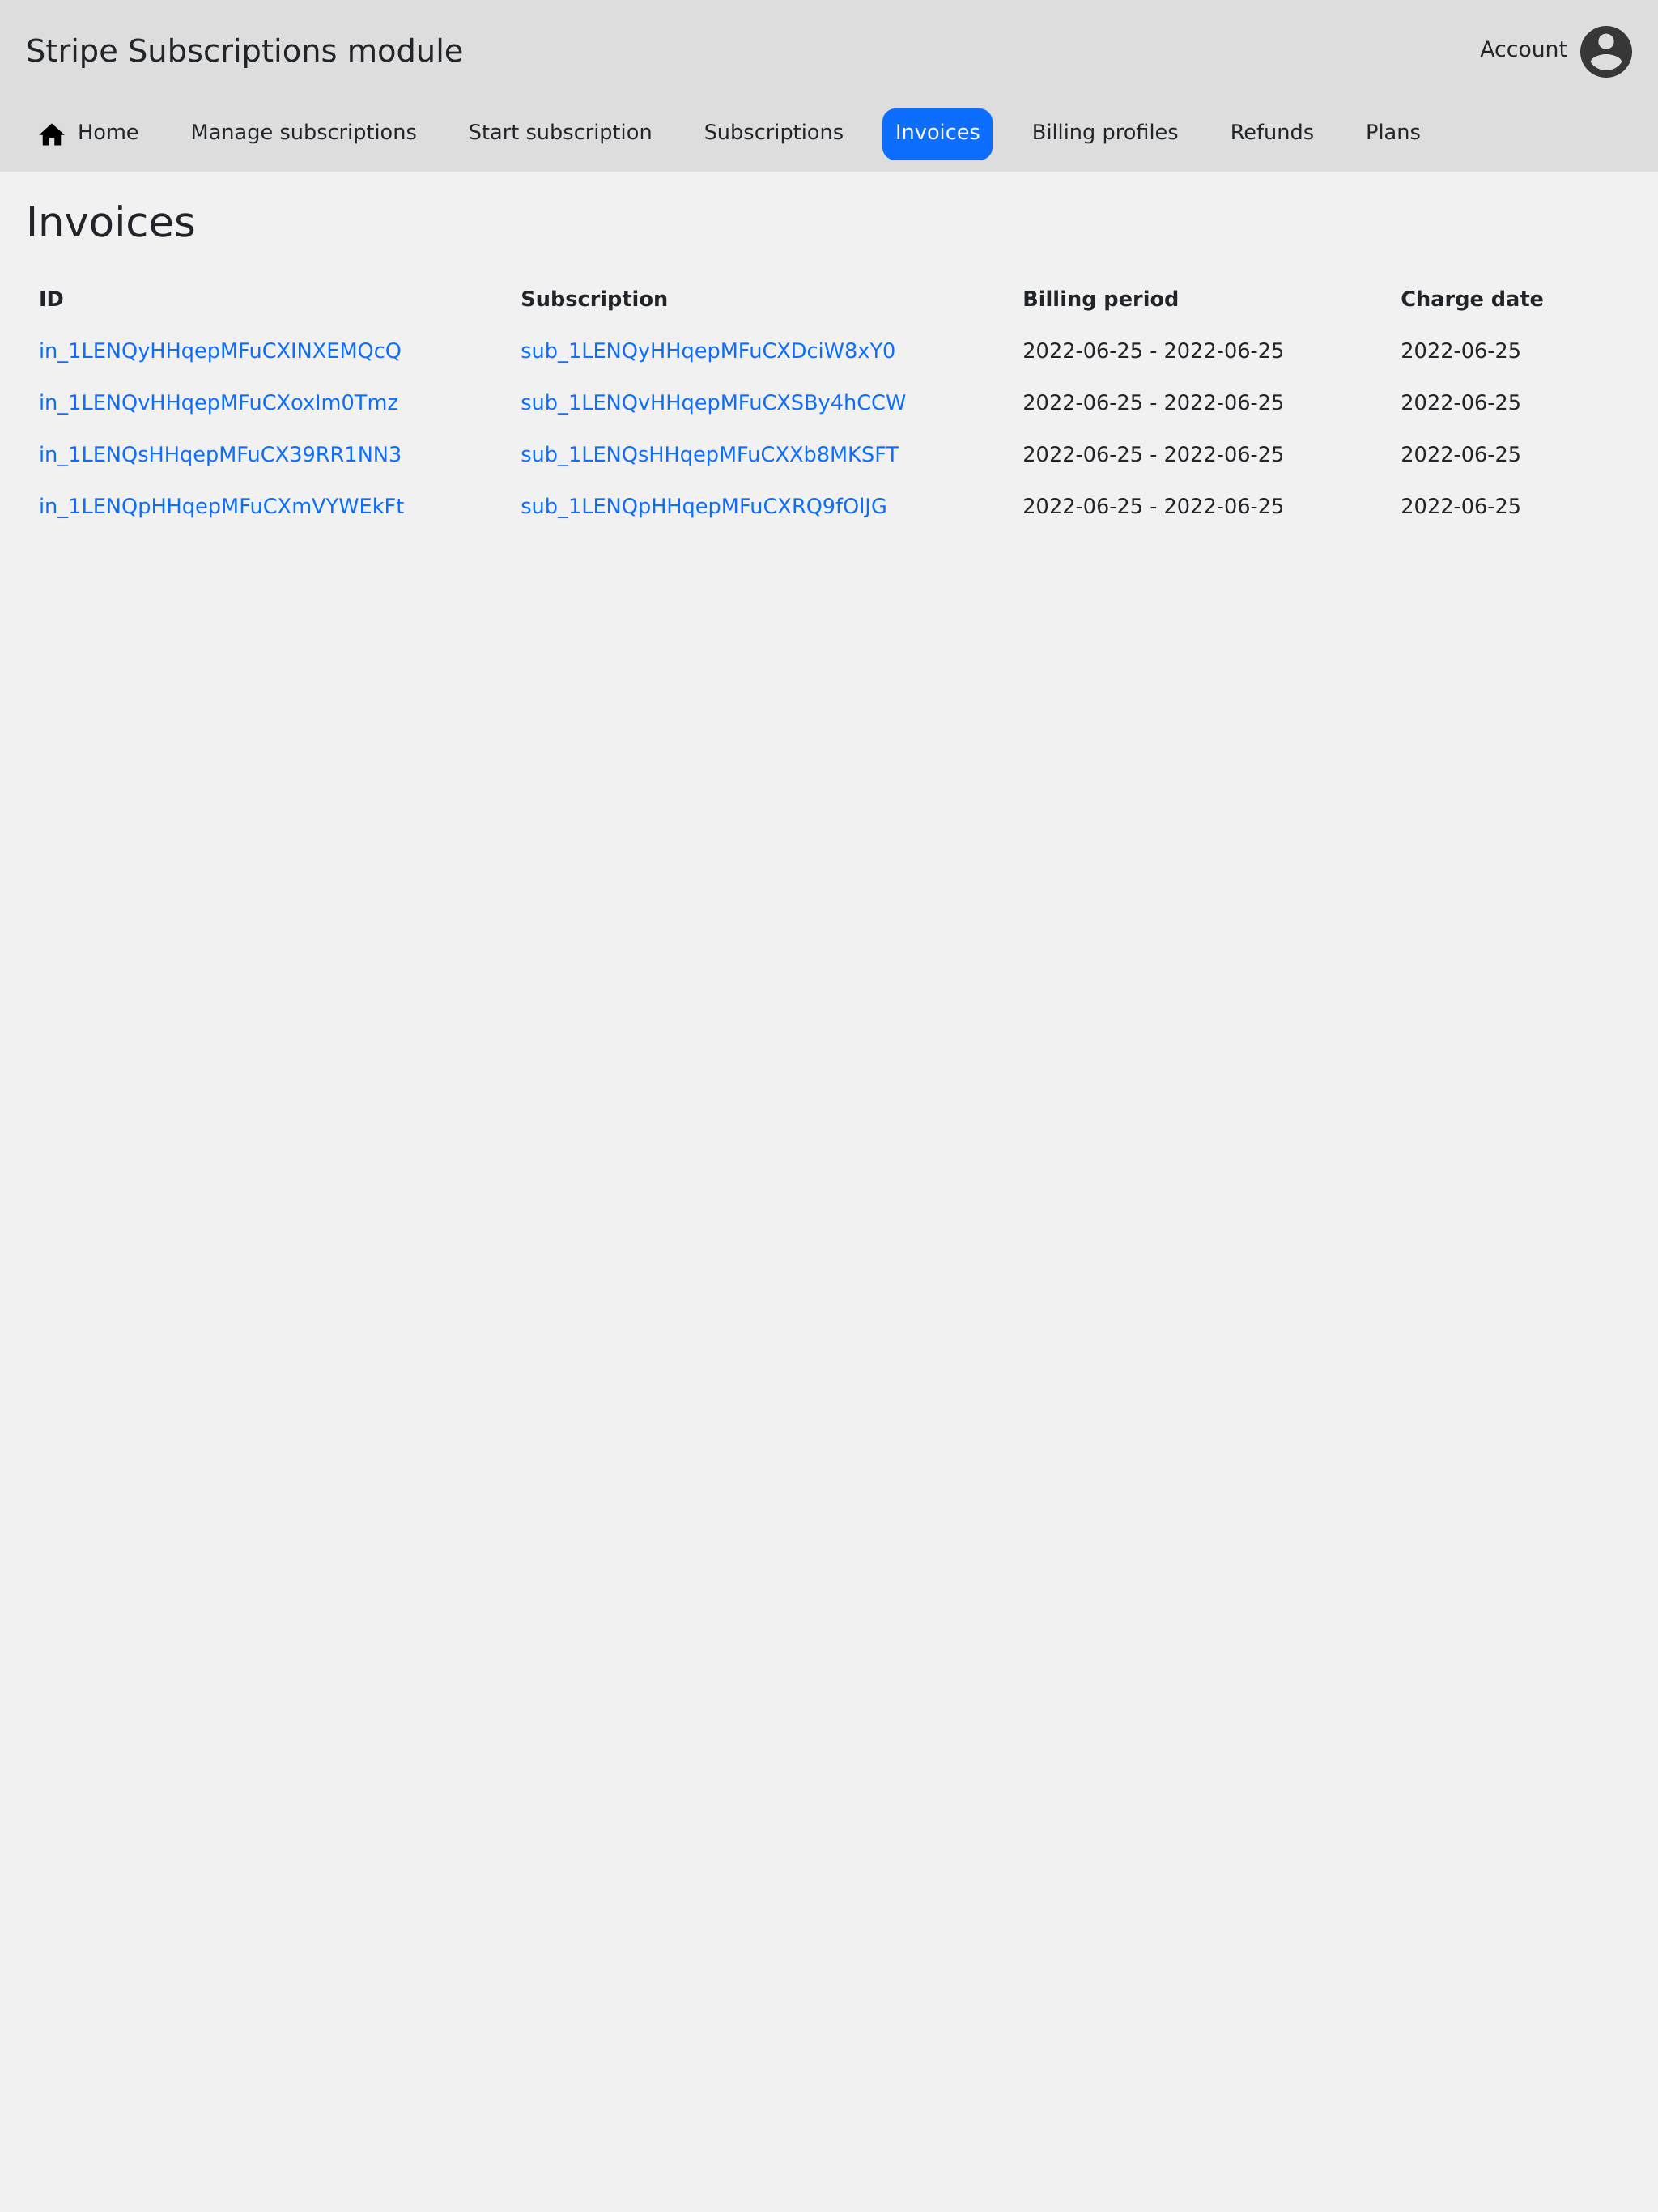 Stripe Subscriptions module
Account
Home Manage subscriptions Start subscription Subscriptions Invoices Billing profiles Refunds Plans
Invoices
ID Subscription Billing period Charge date
in_1LENQyHHqepMFuCXINXEMQcQ sub_1LENQyHHqepMFuCXDciW8xY0 2022-06-25 - 2022-06-25 2022-06-25
in_1LENQvHHqepMFuCXoxIm0Tmz sub_1LENQvHHqepMFuCXSBy4hCCW 2022-06-25 - 2022-06-25 2022-06-25
in_1LENQsHHqepMFuCX39RR1NN3 sub_1LENQsHHqepMFuCXXb8MKSFT 2022-06-25 - 2022-06-25 2022-06-25
in_1LENQpHHqepMFuCXmVYWEkFt sub_1LENQpHHqepMFuCXRQ9fOlJG 2022-06-25 - 2022-06-25 2022-06-25